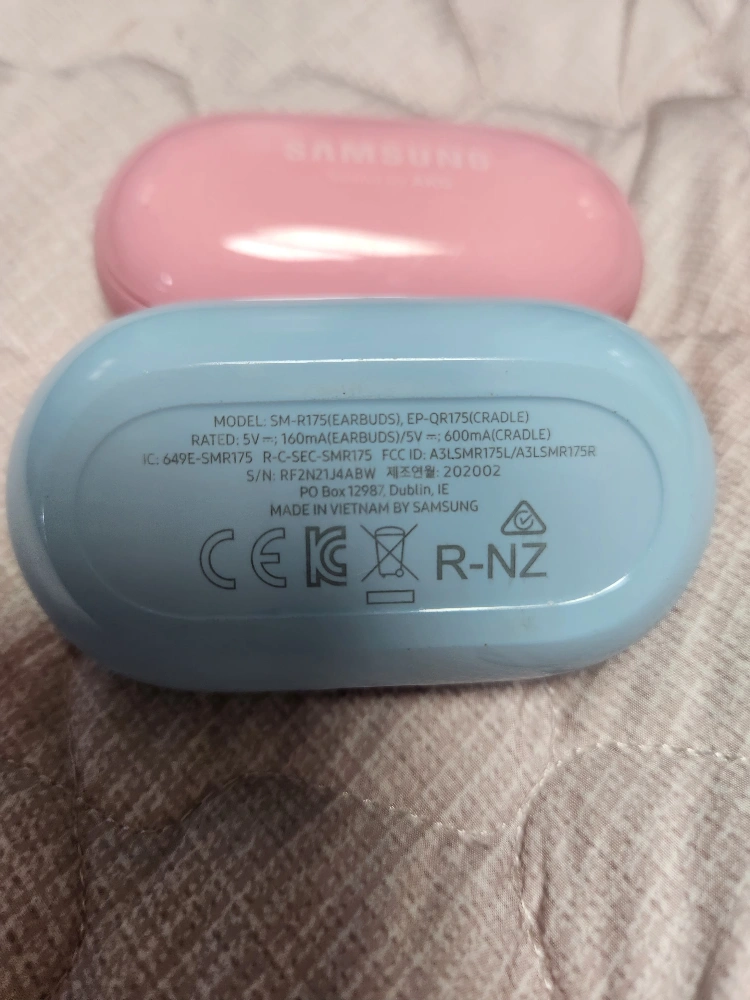 SAMSUNG
MODEL: SM-R175(EARBUDS), EP-QR175(CRADLE)
RATED: 5V ⎓; 160mA(EARBUDS)/5V ⎓; 600mA(CRADLE)
IC: 649E-SMR175 R-C-SEC-SMR175 FCC ID: A3LSMR175L/A3LSMR175R
S/N: RF2N21J4ABW 제조연월: 202002
PO Box 12987, Dublin, IE
MADE IN VIETNAM BY SAMSUNG
CE KC R-NZ